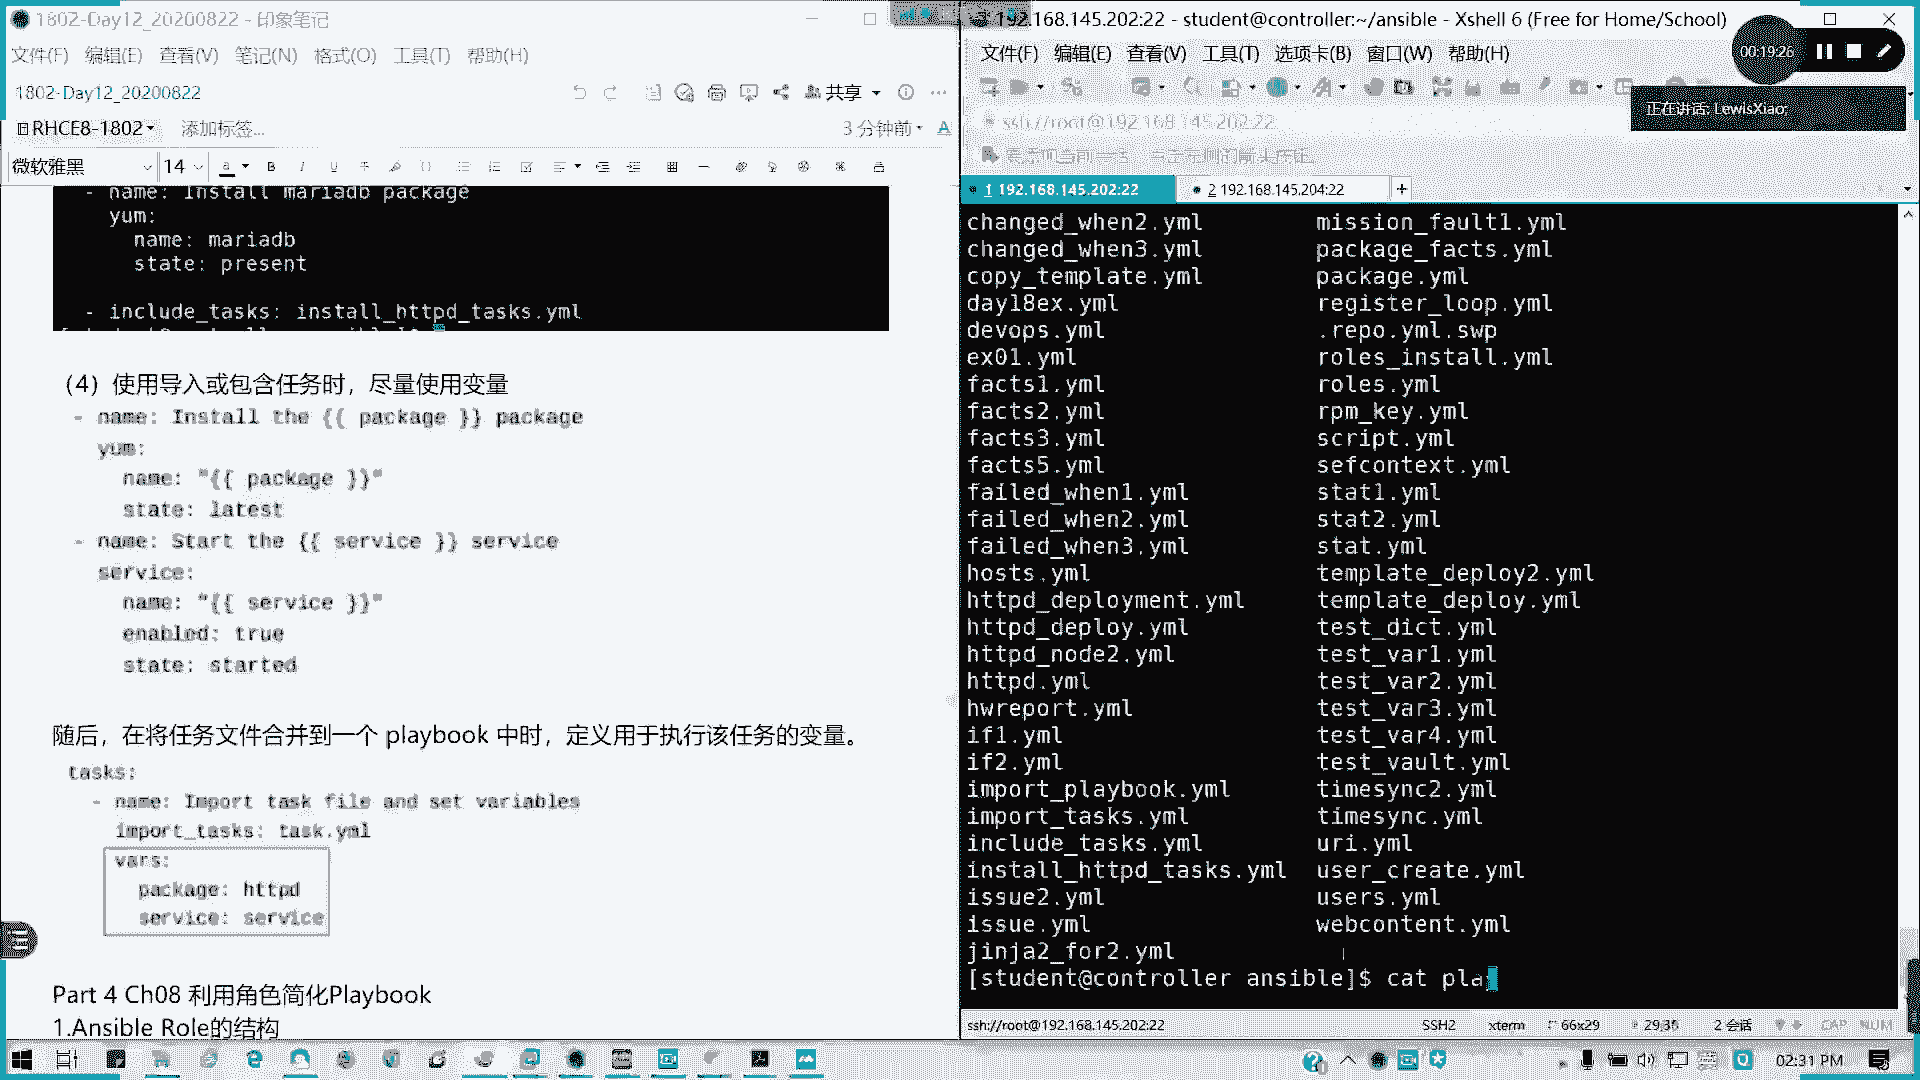 1802-Day12_20200822 - 印象笔记
文件(F) 编辑(E) 查看(V) 笔记(N) 格式(O) 工具(T) 帮助(H)
1802-Day12_20200822
共享
RHCE8-1802
添加标签...
3 分钟前
微软雅黑
14
- name: Install mariadb package
yum:
name: mariadb
state: present
- include_tasks: install_httpd_tasks.yml
（4）使用导入或包含任务时，尽量使用变量
- name: Install the {{ package }} package
yum:
name: "{{ package }}"
state: latest
- name: Start the {{ service }} service
service:
name: "{{ service }}"
enabled: true
state: started
随后，在将任务文件合并到一个 playbook 中时，定义用于执行该任务的变量。
tasks:
- name: Import task file and set variables
import_tasks: task.yml
vars:
package: httpd
service: service
Part 4 Ch08 利用角色简化Playbook
1.Ansible Role的结构
192.168.145.202:22 - student@controller:~/ansible - Xshell 6 (Free for Home/School)
文件(F) 编辑(E) 查看(V) 工具(T) 选项卡(B) 窗口(W) 帮助(H)
00:19:26
正在讲话: LewisXiao;
ssh://root@192.168.145.202:22
1 192.168.145.202:22
2 192.168.145.204:22
changed_when2.yml mission_fault1.yml
changed_when3.yml package_facts.yml
copy_template.yml package.yml
day18ex.yml register_loop.yml
devops.yml .repo.yml.swp
ex01.yml roles_install.yml
facts1.yml roles.yml
facts2.yml rpm_key.yml
facts3.yml script.yml
facts5.yml sefcontext.yml
failed_when1.yml stat1.yml
failed_when2.yml stat2.yml
failed_when3.yml stat.yml
hosts.yml template_deploy2.yml
httpd_deployment.yml template_deploy.yml
httpd_deploy.yml test_dict.yml
httpd_node2.yml test_var1.yml
httpd.yml test_var2.yml
hwreport.yml test_var3.yml
if1.yml test_var4.yml
if2.yml test_vault.yml
import_playbook.yml timesync2.yml
import_tasks.yml timesync.yml
include_tasks.yml uri.yml
install_httpd_tasks.yml user_create.yml
issue2.yml users.yml
issue.yml webcontent.yml
jinja2_for2.yml
[student@controller ansible]$ cat play
ssh://root@192.168.145.202:22 SSH2 xterm 66x29 29,36 2 会话 CAP NUM
02:31 PM